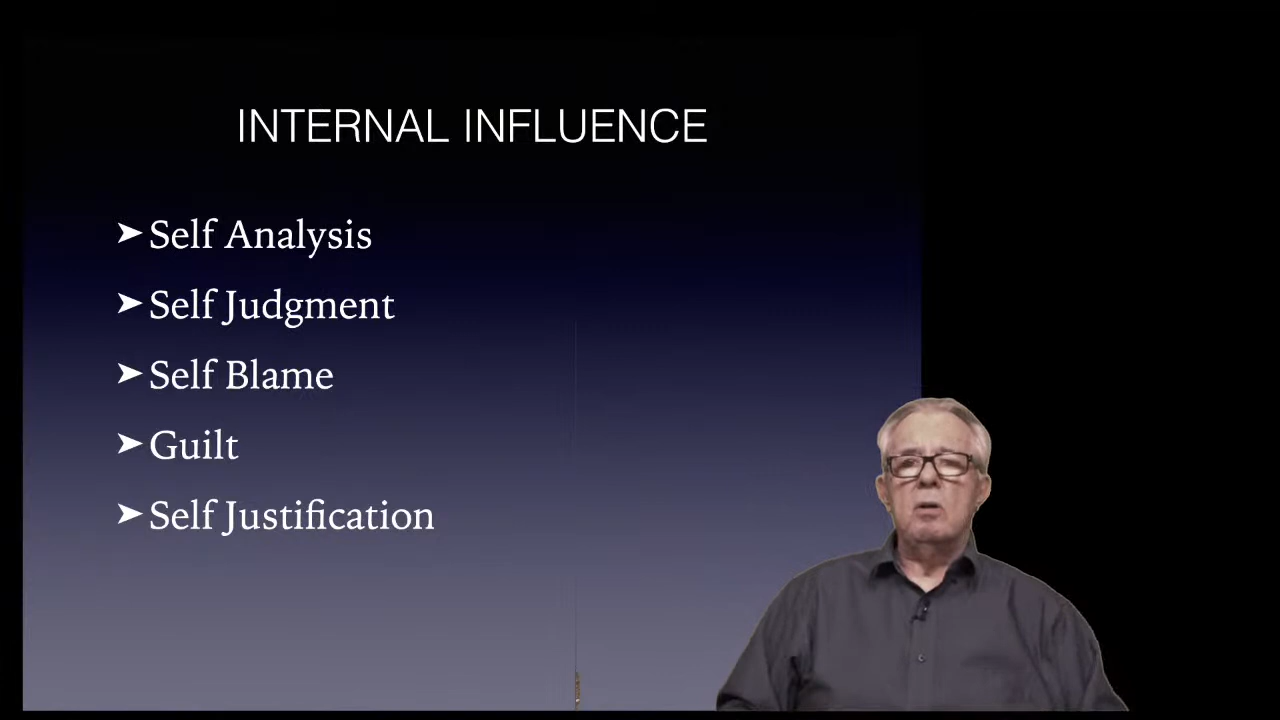 INTERNAL INFLUENCE
➤ Self Analysis
➤ Self Judgment
➤ Self Blame
➤ Guilt
➤ Self Justification